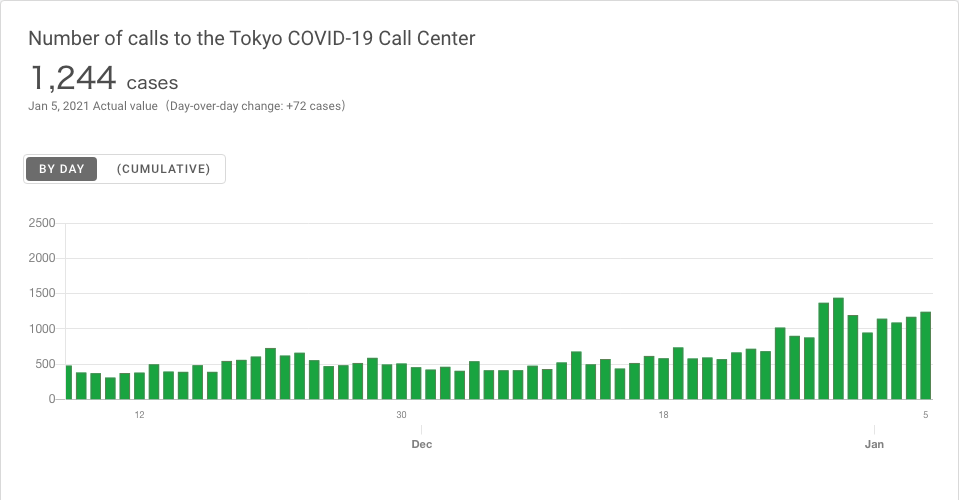 Number of calls to the Tokyo COVID-19 Call Center
1,244 cases
Jan 5, 2021 Actual value（Day-over-day change: +72 cases）
BY DAY (CUMULATIVE)
2500
2000
1500
1000
500
0
12 30 18 5
Dec Jan